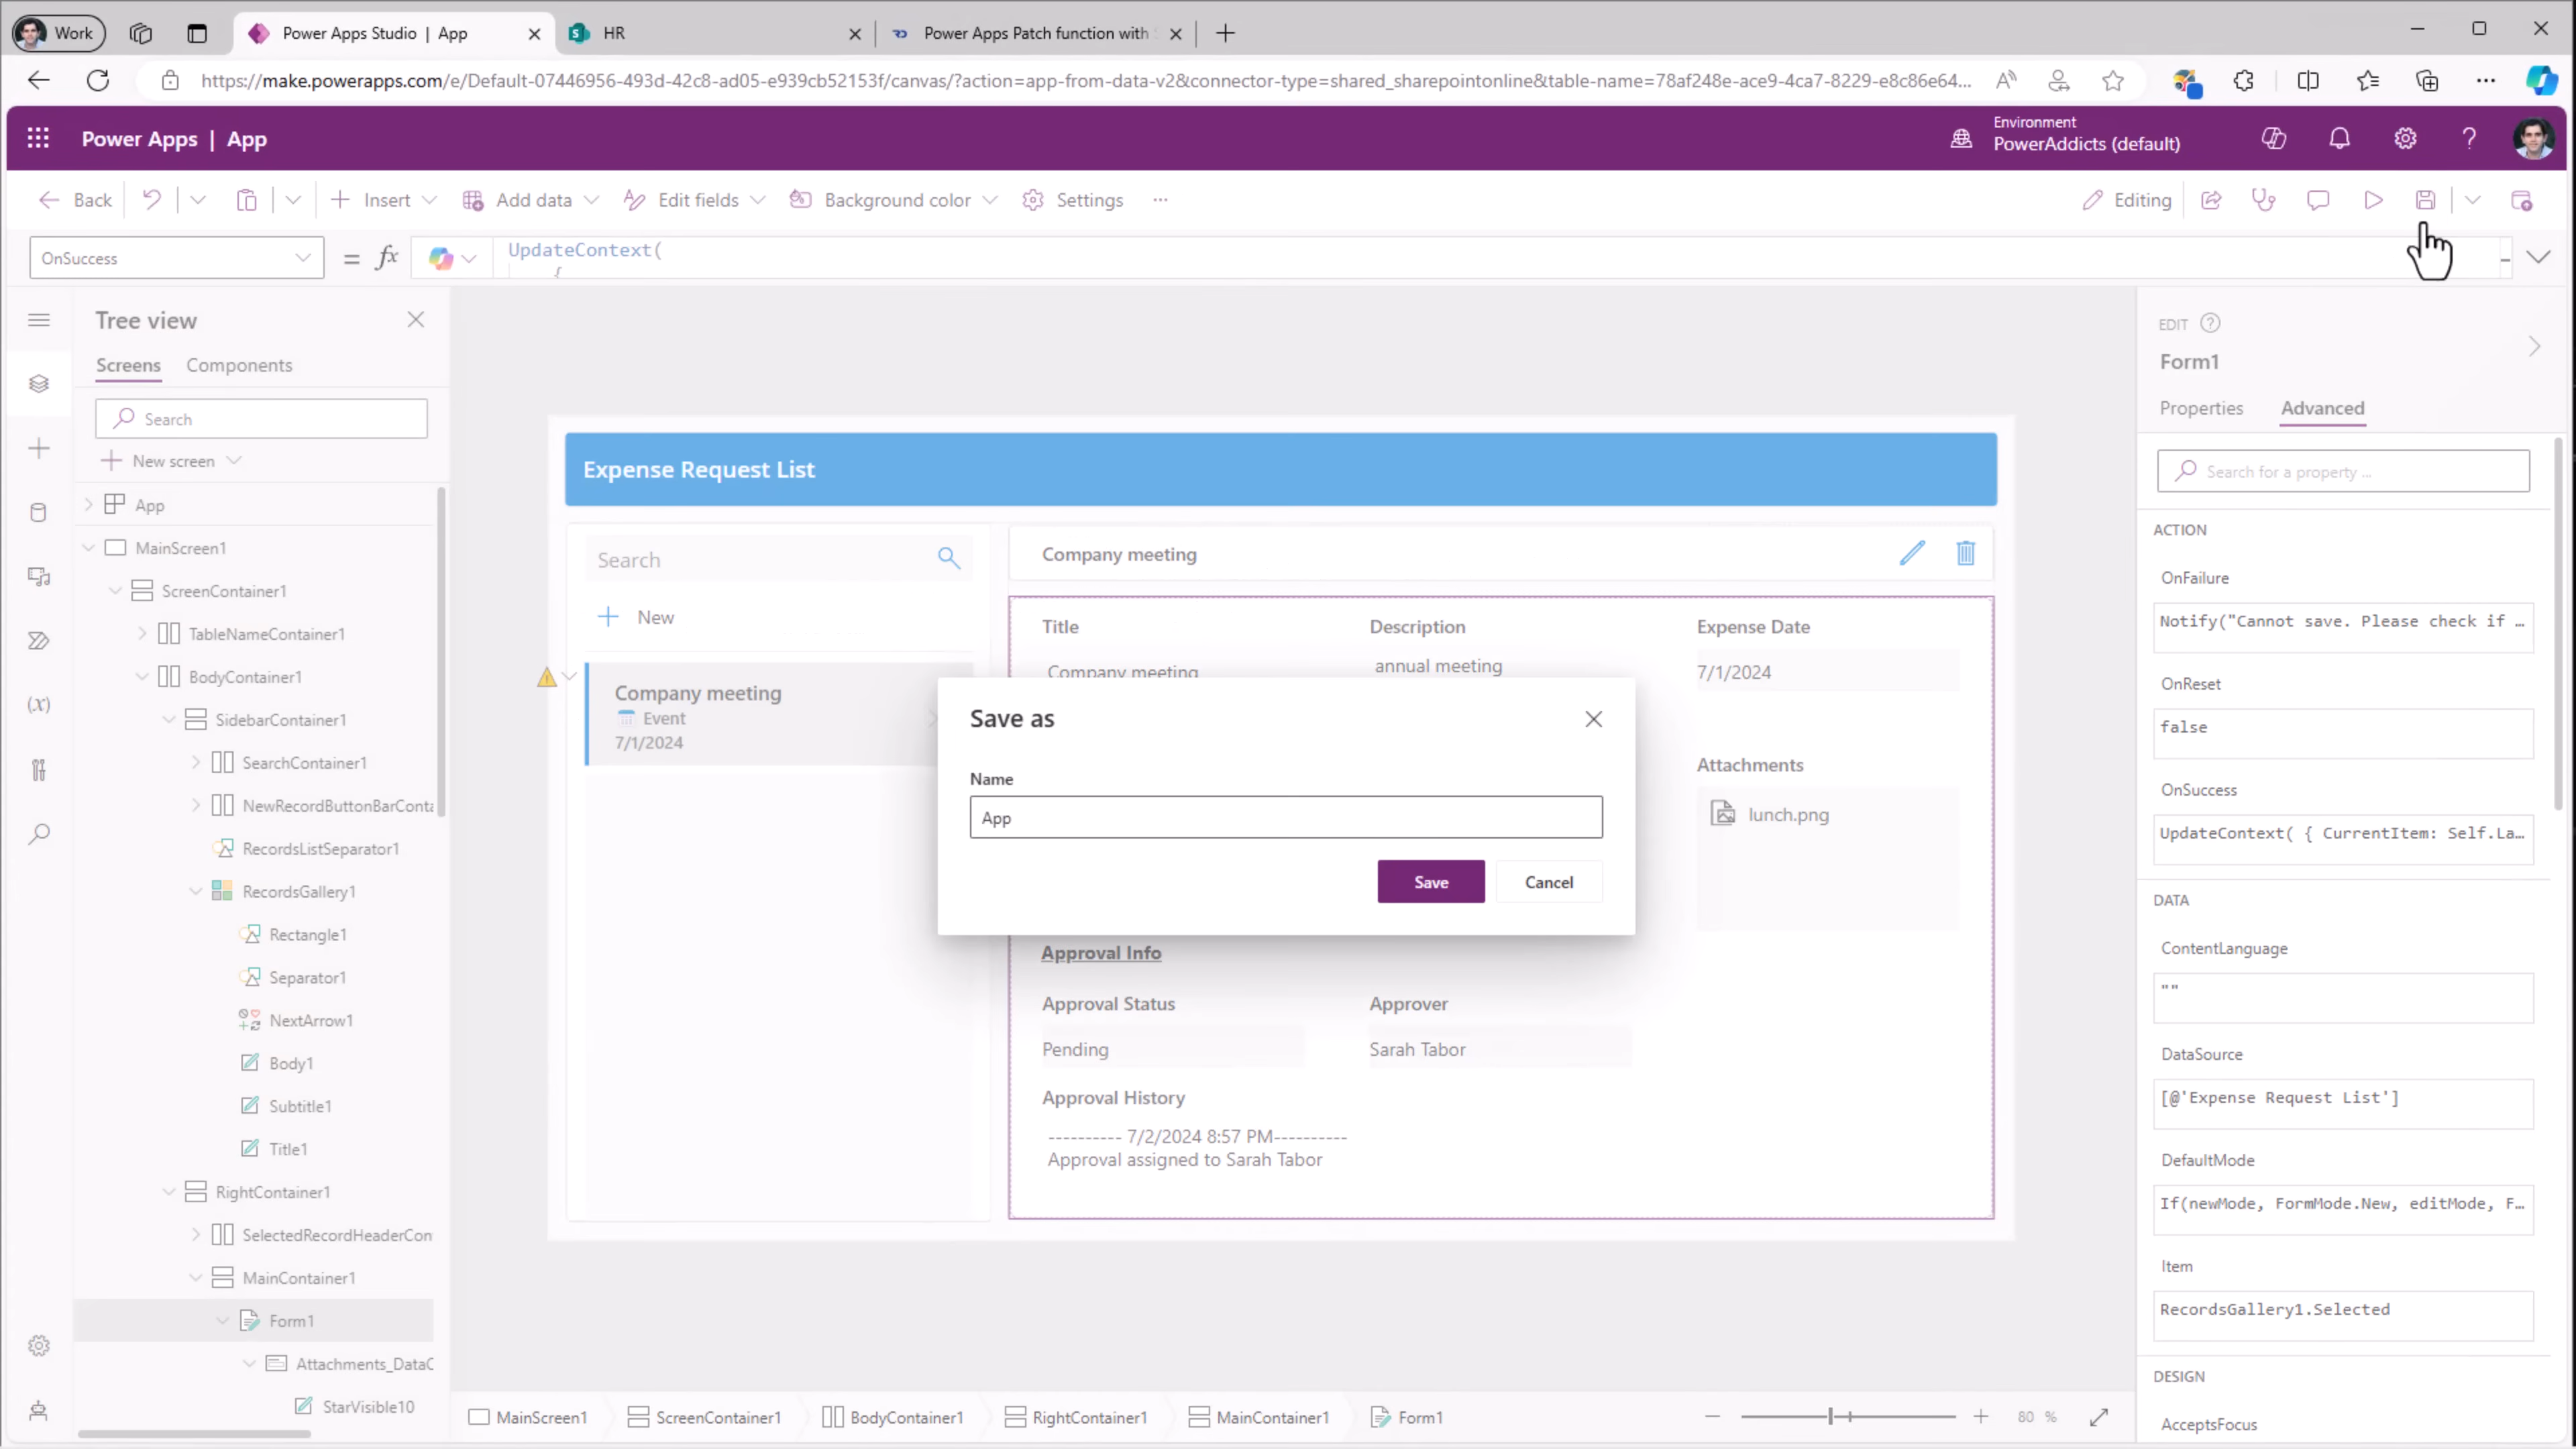 Work
Power Apps Studio | App
HR
Power Apps Patch function with
https://make.powerapps.com/e/Default-07446956-493d-42c8-ad05-e939cb52153f/canvas/?action=app-from-data-v2&connector-type=shared_sharepointonline&table-name=78af248e-ace9-4ca7-8229-e8c86e64...
Power Apps | App
Environment
PowerAddicts (default)
Back
Insert
Add data
Edit fields
Background color
Settings
...
Editing
OnSuccess
= fx
UpdateContext(
{
Tree view
Screens
Components
Search
New screen
App
MainScreen1
ScreenContainer1
TableNameContainer1
BodyContainer1
SidebarContainer1
SearchContainer1
NewRecordButtonBarConta
RecordsListSeparator1
RecordsGallery1
Rectangle1
Separator1
NextArrow1
Body1
Subtitle1
Title1
RightContainer1
SelectedRecordHeaderCon
MainContainer1
Form1
Attachments_DataC
StarVisible10
Expense Request List
Search
New
Company meeting
Event
7/1/2024
Company meeting
Title
Description
Expense Date
Company meeting
annual meeting
7/1/2024
Attachments
lunch.png
Save as
Name
App
Save
Cancel
Approval Info
Approval Status
Approver
Pending
Sarah Tabor
Approval History
---------- 7/2/2024 8:57 PM----------
Approval assigned to Sarah Tabor
EDIT
Form1
Properties
Advanced
Search for a property ...
ACTION
OnFailure
Notify("Cannot save. Please check if ...
OnReset
false
OnSuccess
UpdateContext( { CurrentItem: Self.La...
DATA
ContentLanguage
""
DataSource
[@'Expense Request List']
DefaultMode
If(newMode, FormMode.New, editMode, F...
Item
RecordsGallery1.Selected
DESIGN
AcceptsFocus
MainScreen1
ScreenContainer1
BodyContainer1
RightContainer1
MainContainer1
Form1
80 %